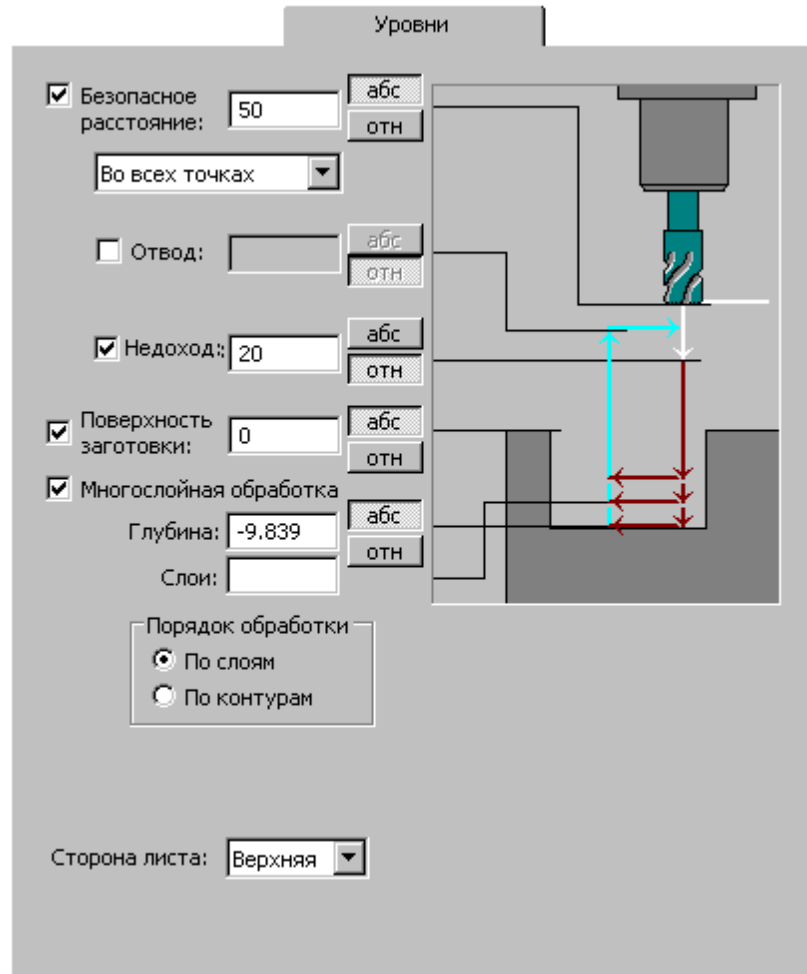 Уровни
Безопасное
расстояние:
50
абс
отн
Во всех точках
Отвод:
абс
отн
Недоход:
20
абс
отн
Поверхность
заготовки:
0
абс
отн
Многослойная обработка
Глубина:
-9.839
абс
отн
Слои:
Порядок обработки
По слоям
По контурам
Сторона листа:
Верхняя